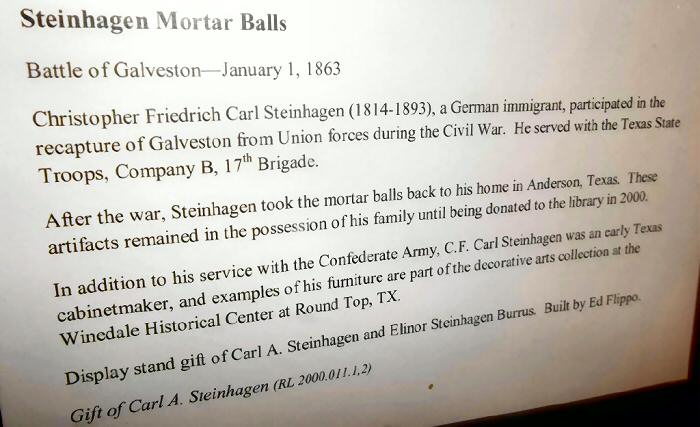 Steinhagen Mortar Balls
Battle of Galveston—January 1, 1863
Christopher Friedrich Carl Steinhagen (1814-1893), a German immigrant, participated in the
recapture of Galveston from Union forces during the Civil War. He served with the Texas State
Troops, Company B, 17th Brigade.
After the war, Steinhagen took the mortar balls back to his home in Anderson, Texas. These
artifacts remained in the possession of his family until being donated to the library in 2000.
In addition to his service with the Confederate Army, C.F. Carl Steinhagen was an early Texas
cabinetmaker, and examples of his furniture are part of the decorative arts collection at the
Winedale Historical Center at Round Top, TX.
Display stand gift of Carl A. Steinhagen and Elinor Steinhagen Burrus. Built by Ed Flippo.
Gift of Carl A. Steinhagen (RL 2000.011.1,2)